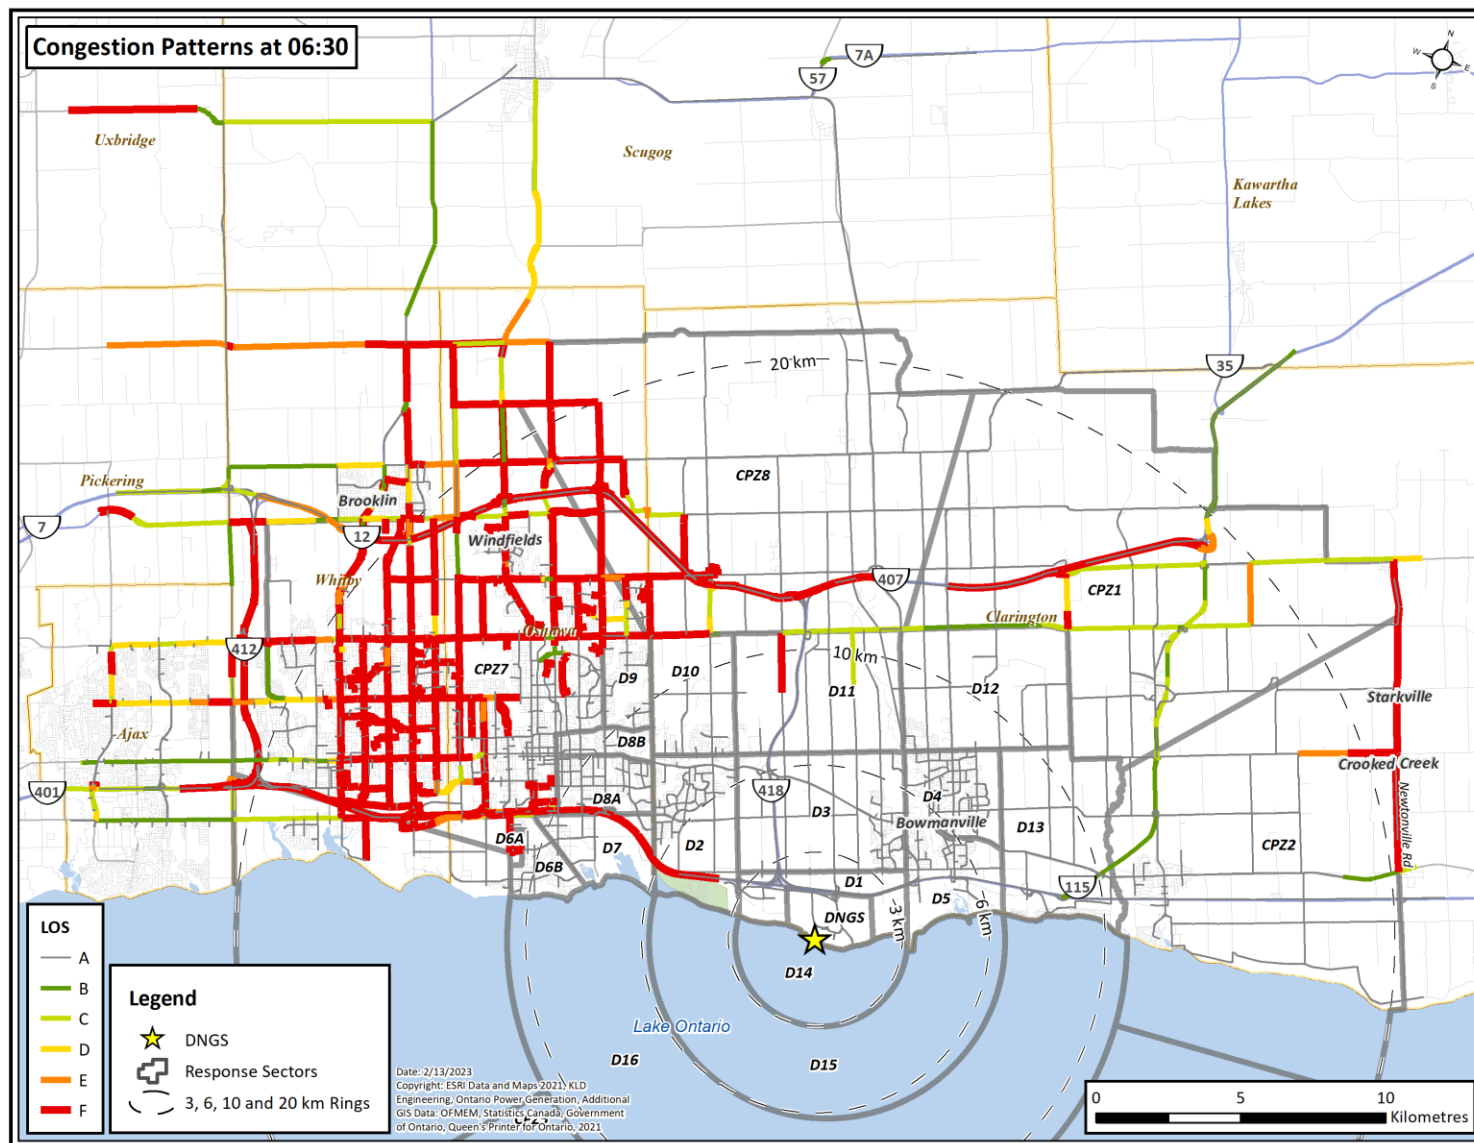 Congestion Patterns at 06:30
7A
57
N
W
E
S
Uxbridge
Scugog
Kawartha
Lakes
20 km
35
CPZ8
Pickering
Brooklin
7
12
Windfields
407
Whitby
CPZ1
Clarington
Oshawa
412
10 km
CPZ7
D9
D10
D11
D12
Starkville
Ajax
D8B
Crooked Creek
401
418
D8A
D3
D4
Bowmanville
D13
Newtonville Rd
D6A
D7
D2
CPZ2
D6B
D1
115
D5
DNGS
3 km
6 km
D14
Lake Ontario
D16
D15
LOS
A
B
C
D
E
F
Legend
DNGS
Response Sectors
3, 6, 10 and 20 km Rings
Date: 2/13/2023
Copyright: ESRI Data and Maps 2021, KLD
Engineering, Ontario Power Generation, Additional
GIS Data: OFMEM, Statistics Canada, Government
of Ontario, Queen's Printer for Ontario, 2021
0
5
10
Kilometres